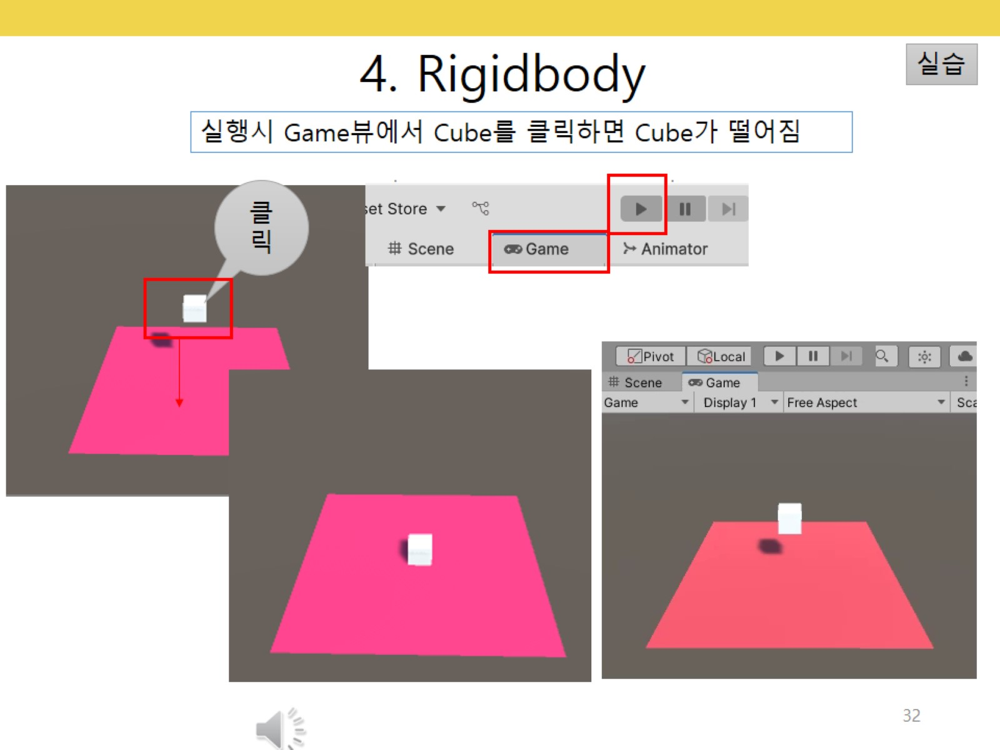 4. Rigidbody
실습
실행시 Game뷰에서 Cube를 클릭하면 Cube가 떨어짐
클
릭
set Store
Scene
Game
Animator
Pivot
Local
Scene
Game
Game
Display 1
Free Aspect
Sca
32